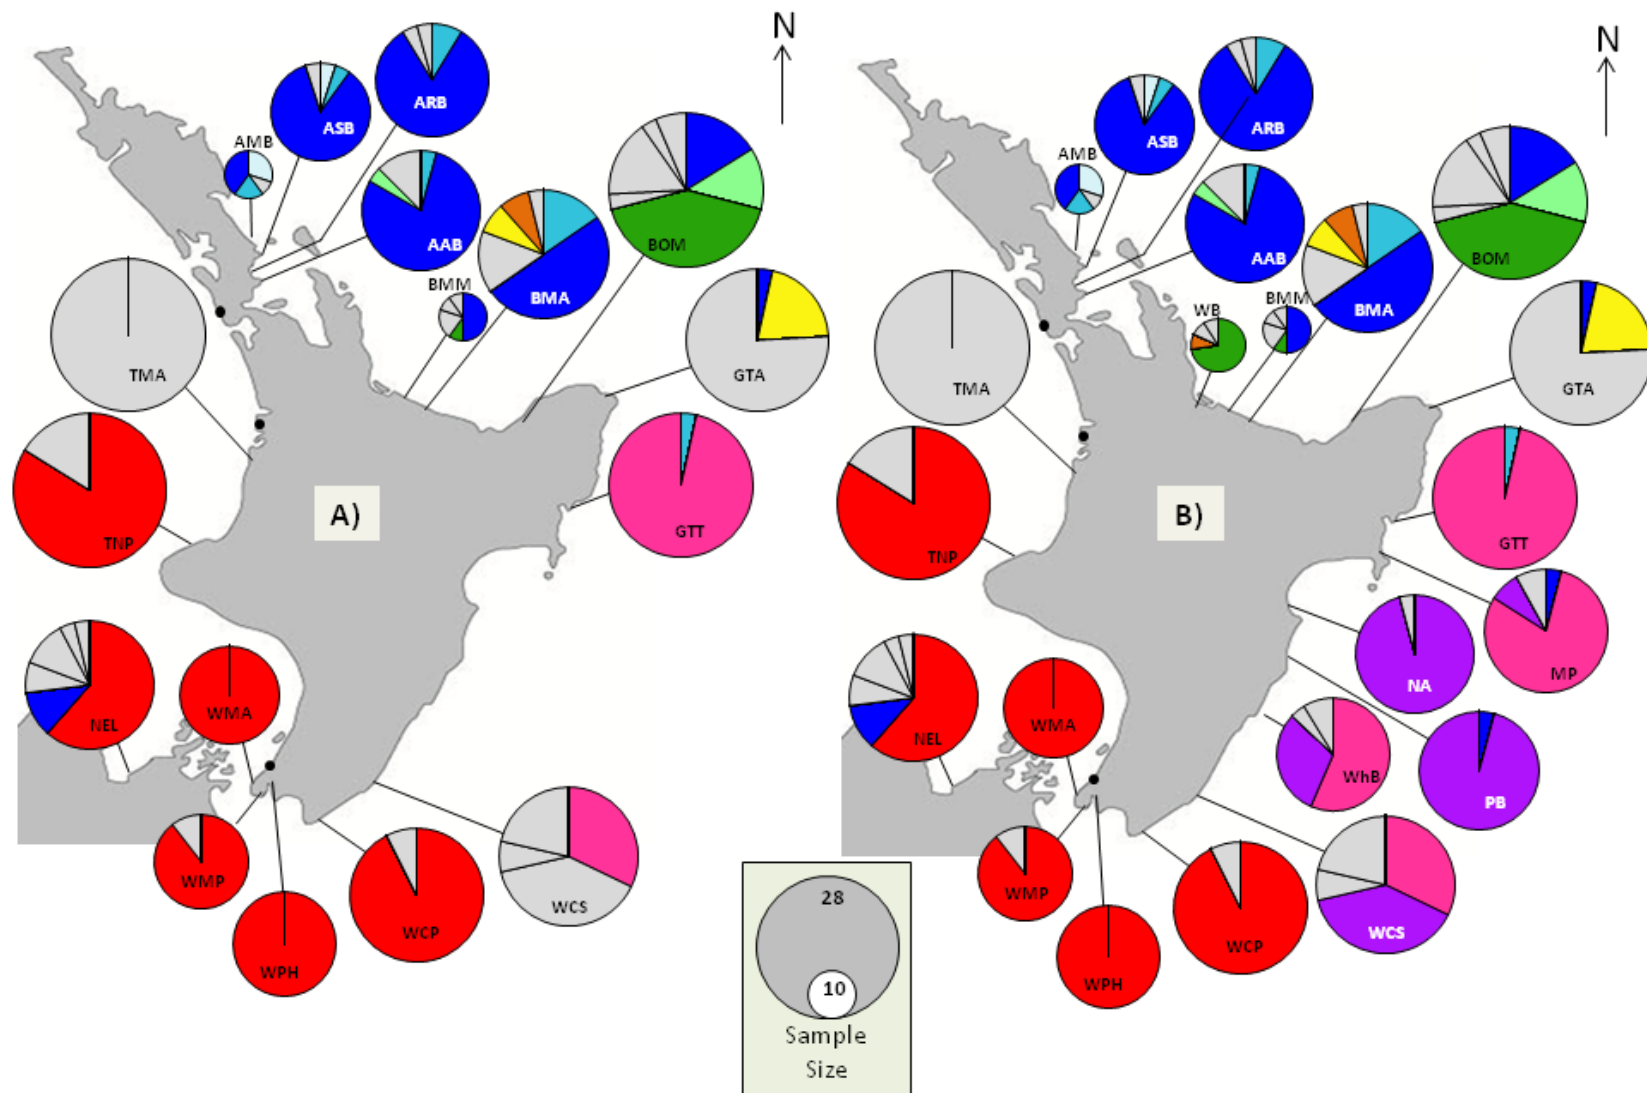 N
ARB
ASB
AMB
AAB
BOM
BMM
BMA
TMA
GTA
A)
GTT
TNP
NEL
WMA
WMP
WCS
WCP
WPH
N
ARB
ASB
AMB
AAB
BOM
WB
BMM
BMA
TMA
GTA
B)
GTT
TNP
MP
NA
NEL
WMA
WhB
PB
WMP
WCS
WCP
WPH
28
10
Sample
Size